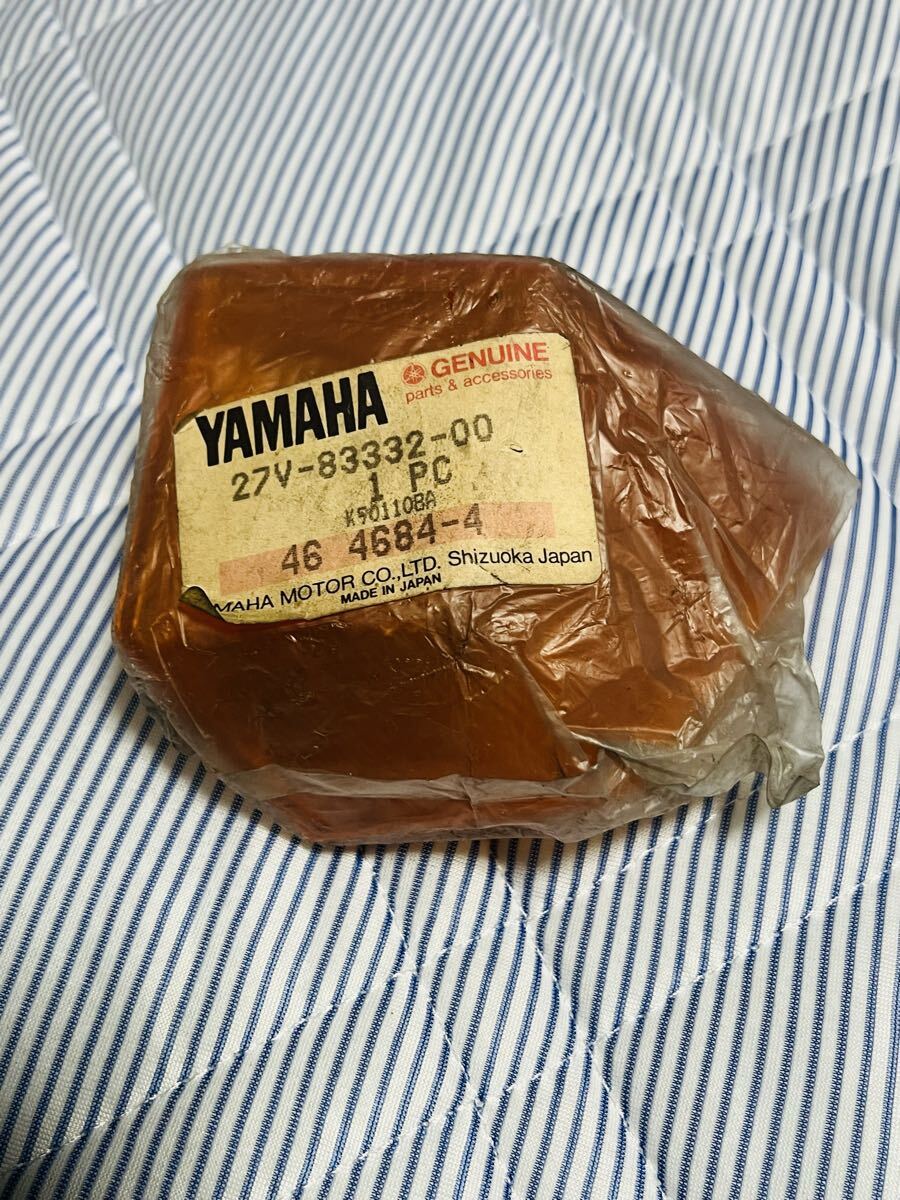 YAMAHA
GENUINE
parts & accessories
27V-83332-00
1 PC
K90110BA
46 4684-4
MAHA MOTOR CO.,LTD. Shizuoka Japan
MADE IN JAPAN